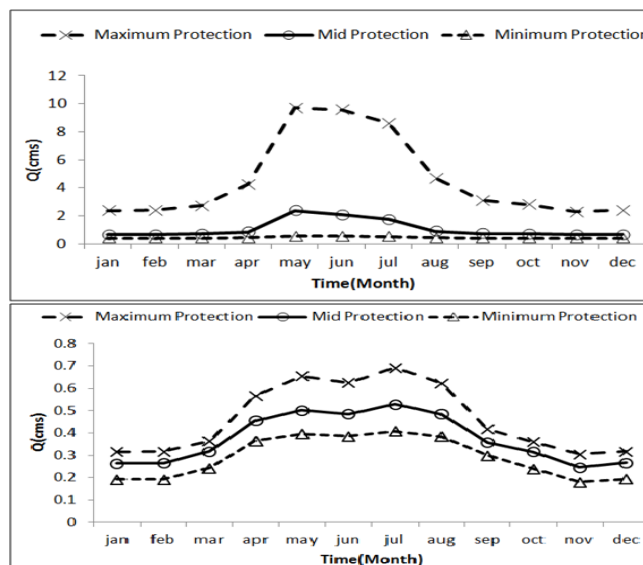 Maximum Protection Mid Protection Minimum Protection
12
10
8
6
4
2
0
Q(cms)
jan feb mar apr may jun jul aug sep oct nov dec
Time(Month)
Maximum Protection Mid Protection Minimum Protection
0.8
0.7
0.6
0.5
0.4
0.3
0.2
0.1
0
Q(cms)
jan feb mar apr may jun jul aug sep oct nov dec
Time(Month)